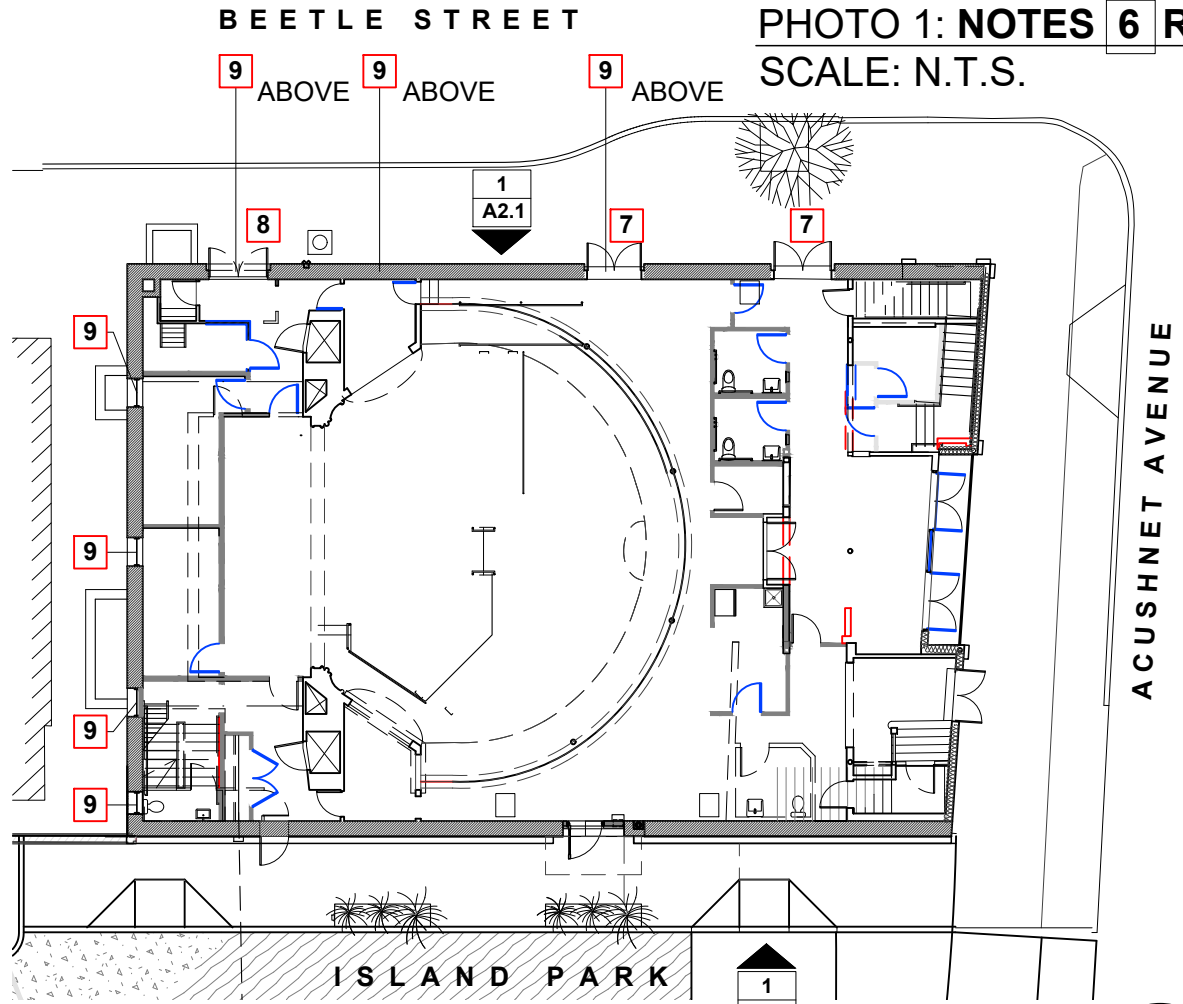 BEETLE STREET
PHOTO 1: NOTES 6 R
SCALE: N.T.S.
9 ABOVE 9 ABOVE 9 ABOVE
1
A2.1
8 7 7
9
9
9
9
ACUSHNET AVENUE
ISLAND PARK
1